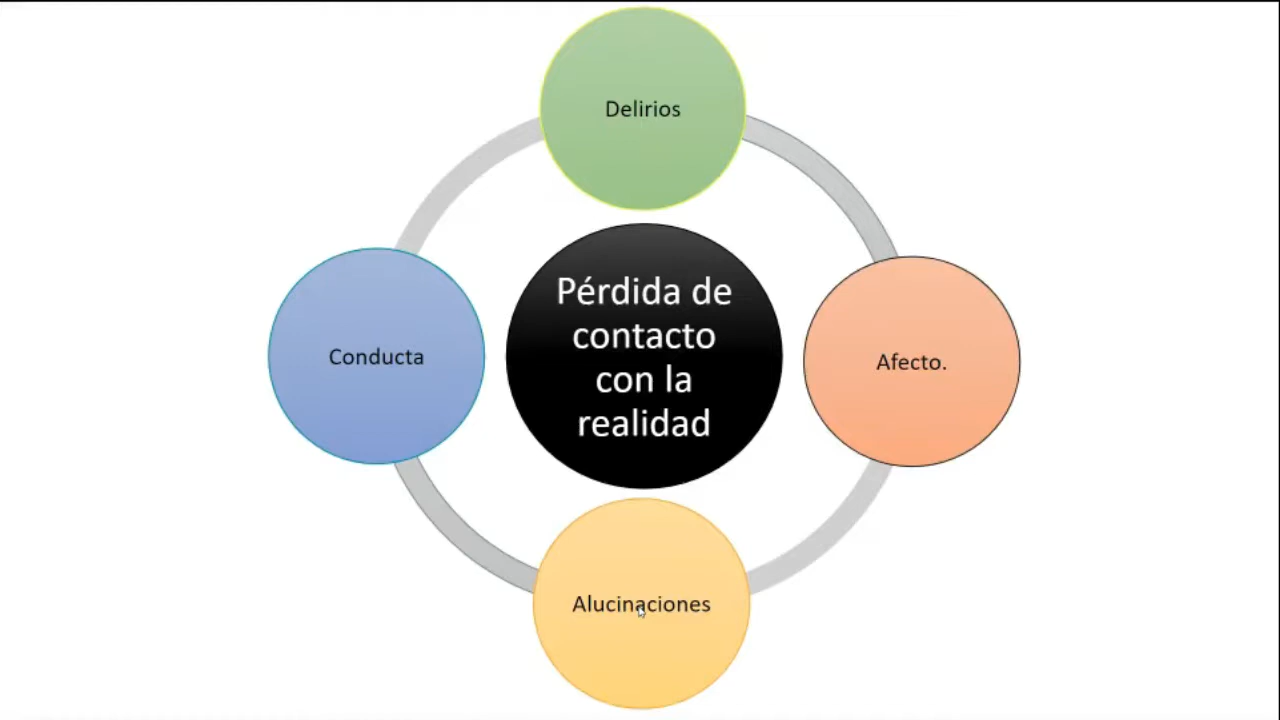 Delirios
Pérdida de
contacto
con la
realidad
Conducta
Afecto.
Alucinaciones